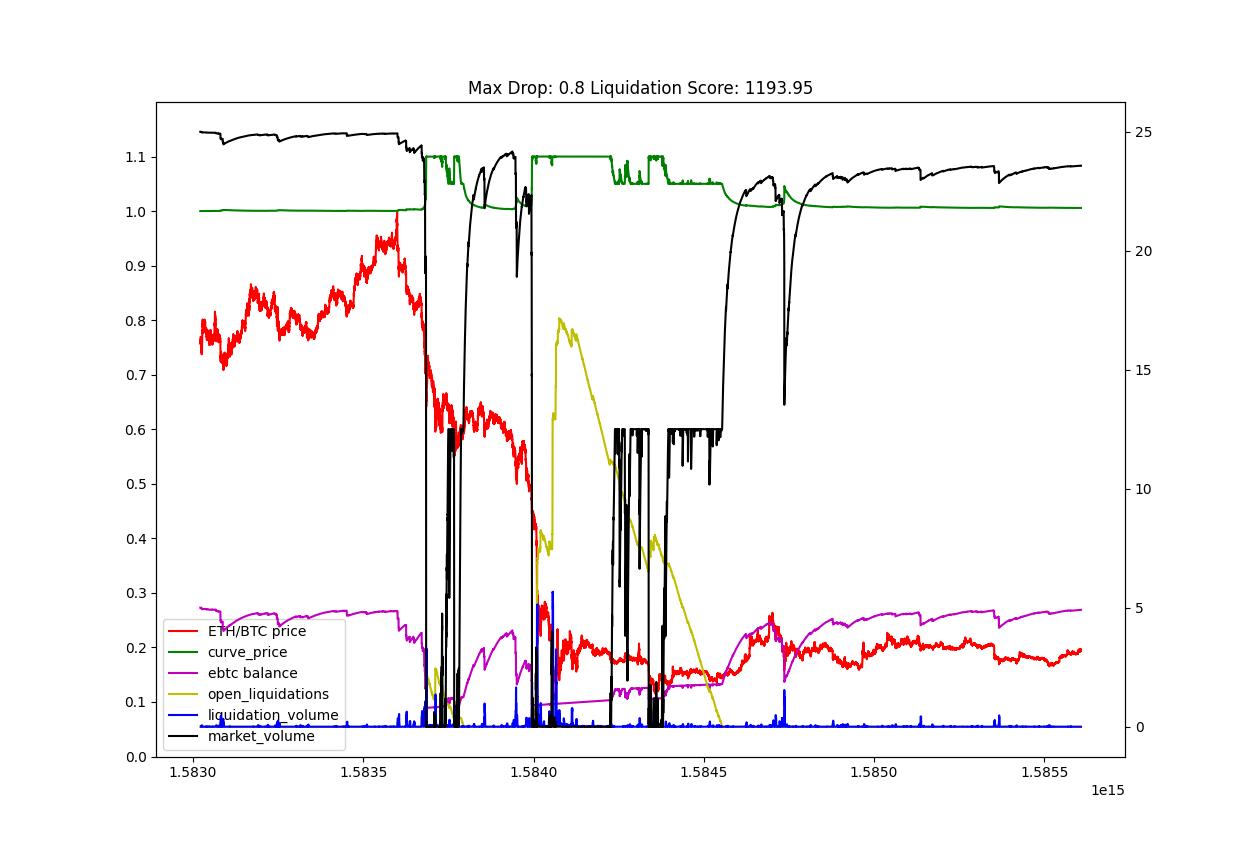 Max Drop: 0.8 Liquidation Score: 1193.95
1.1
1.0
0.9
0.8
0.7
0.6
0.5
0.4
0.3
0.2
0.1
0.0
25
20
15
10
5
0
ETH/BTC price
curve_price
ebtc balance
open_liquidations
liquidation_volume
market_volume
1.5830 1.5835 1.5840 1.5845 1.5850 1.5855
1e15